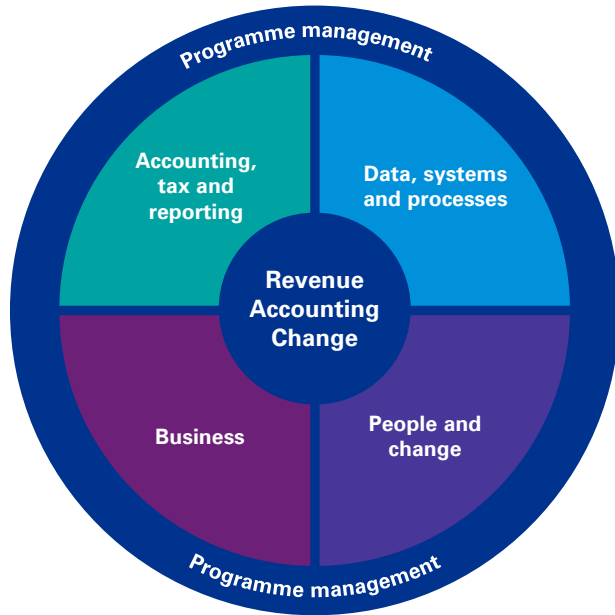 Programme management
Accounting,
tax and
reporting
Data, systems
and processes
Revenue
Accounting
Change
Business
People and
change
Programme management